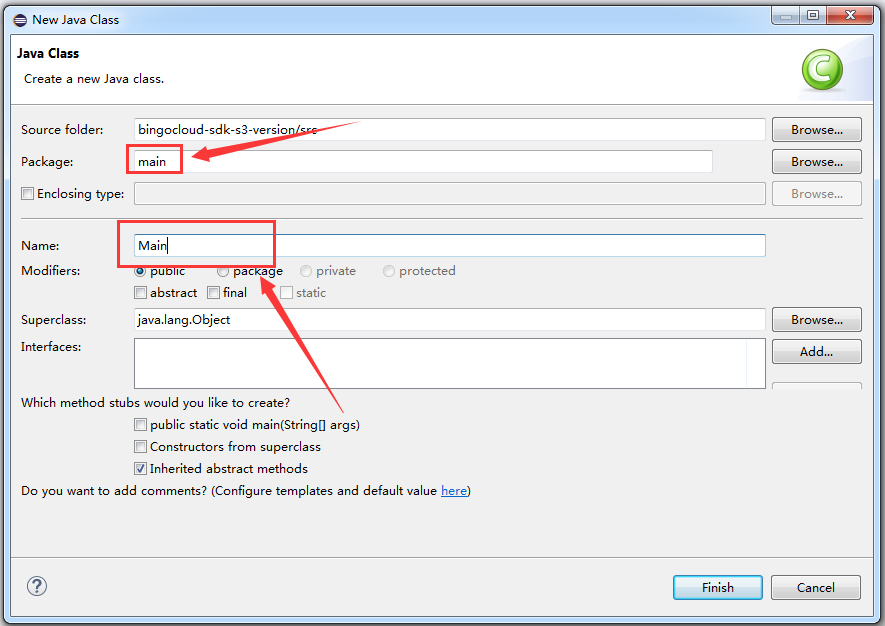 New Java Class
Java Class
Create a new Java class.
Source folder: bingocloud-sdk-s3-version/src Browse...
Package: main Browse...
Enclosing type: Browse...
Name: Main
Modifiers: public package private protected
abstract final static
Superclass: java.lang.Object Browse...
Interfaces: Add...
Which method stubs would you like to create?
public static void main(String[] args)
Constructors from superclass
Inherited abstract methods
Do you want to add comments? (Configure templates and default value here)
? Finish Cancel